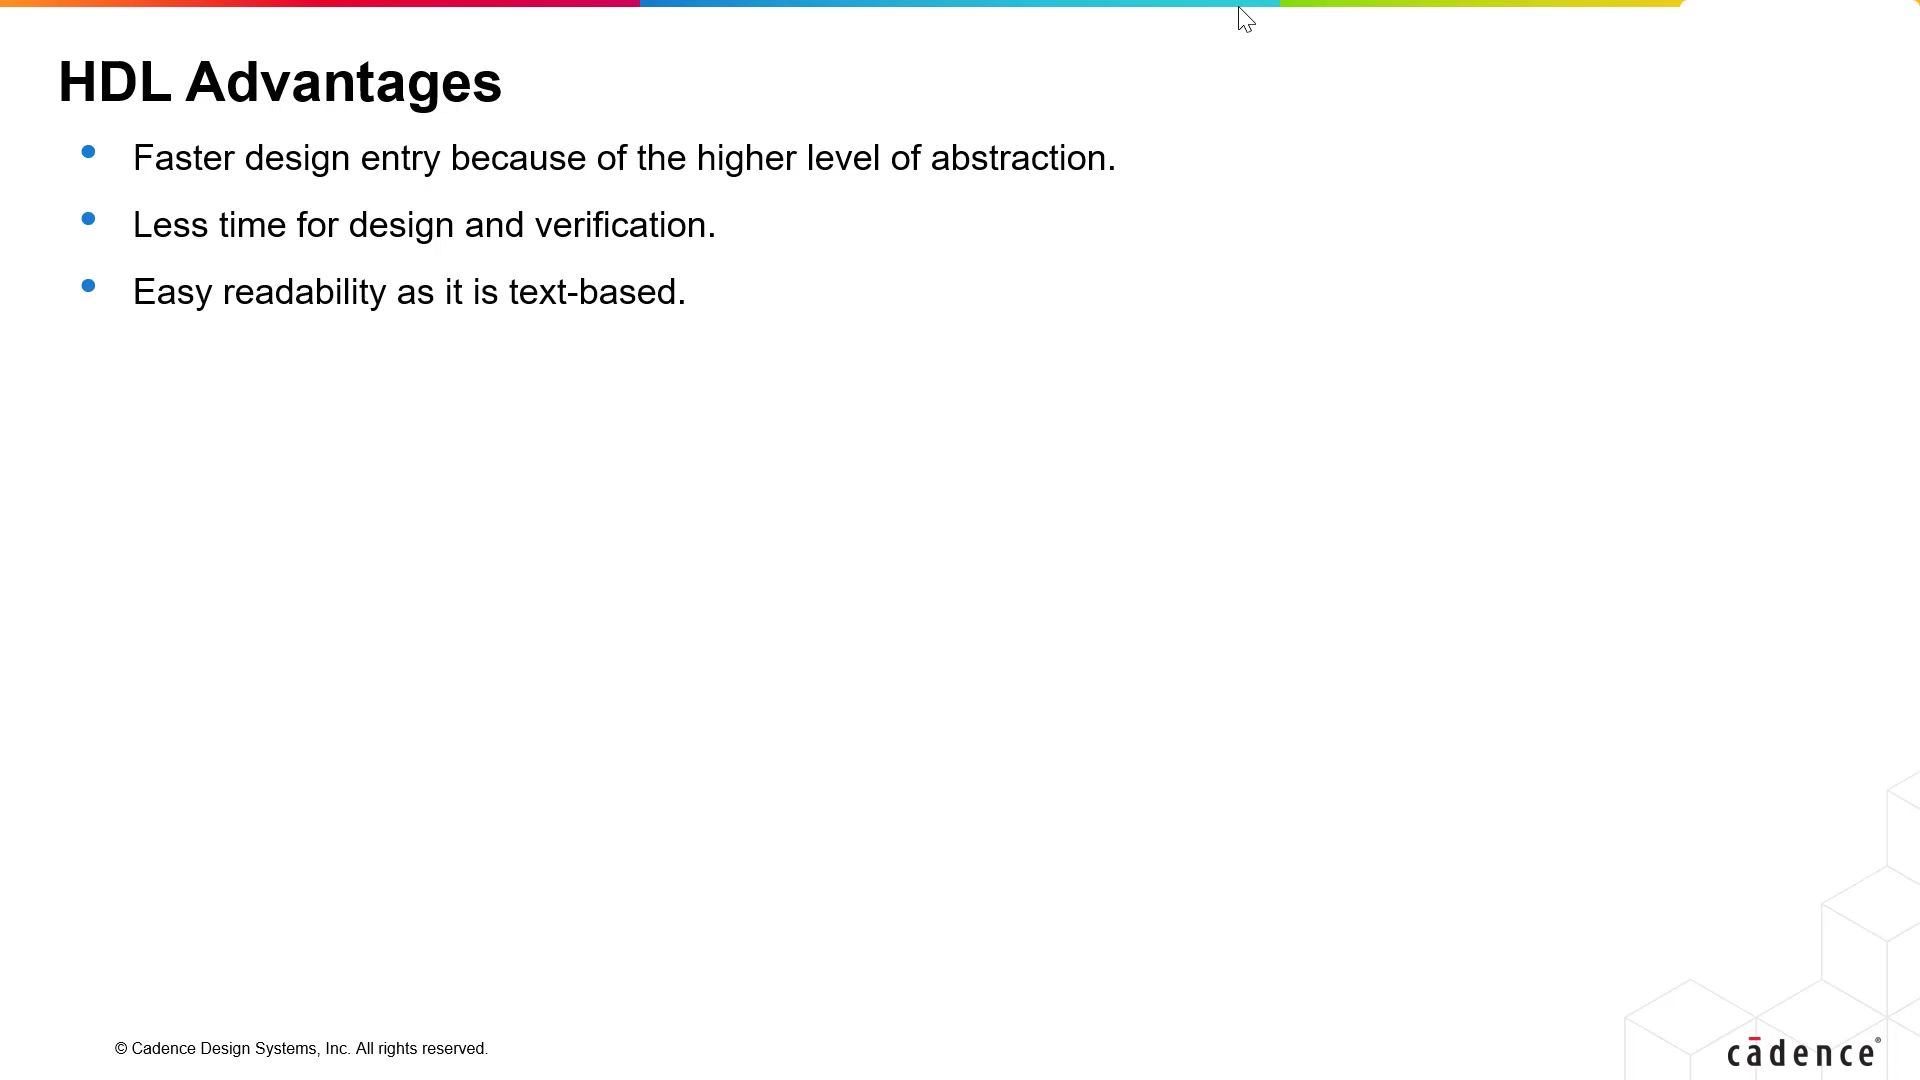 HDL Advantages
• Faster design entry because of the higher level of abstraction.
• Less time for design and verification.
• Easy readability as it is text-based.
© Cadence Design Systems, Inc. All rights reserved.
cādence®